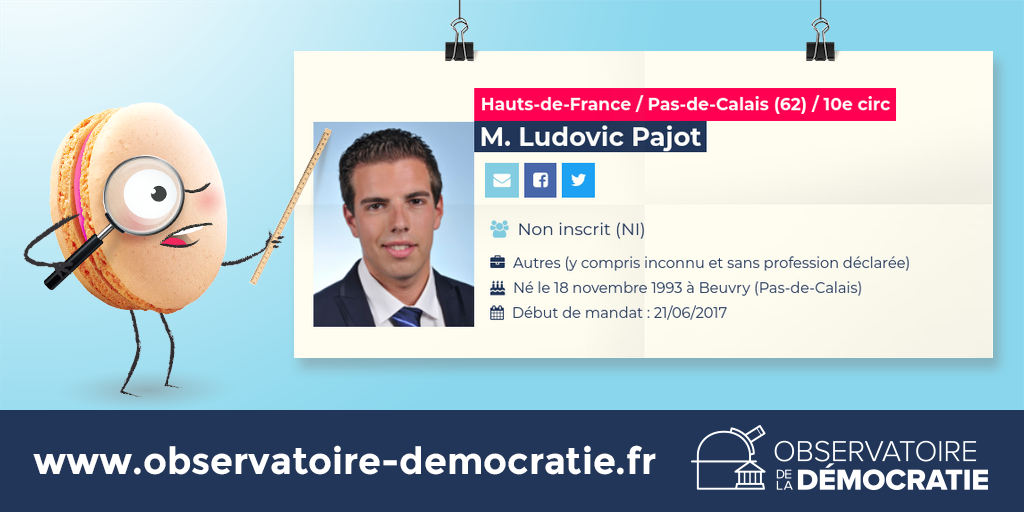 Hauts-de-France / Pas-de-Calais (62) / 10e circ
M. Ludovic Pajot
Non inscrit (NI)
Autres (y compris inconnu et sans profession déclarée)
Né le 18 novembre 1993 à Beuvry (Pas-de-Calais)
Début de mandat : 21/06/2017
www.observatoire-democratie.fr
OBSERVATOIRE
DE LA DÉMOCRATIE